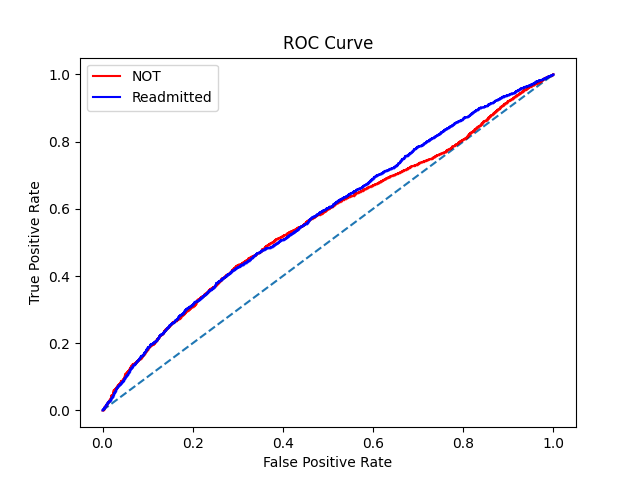 ROC Curve
NOT
Readmitted
1.0
0.8
0.6
0.4
0.2
0.0
True Positive Rate
0.0 0.2 0.4 0.6 0.8 1.0
False Positive Rate